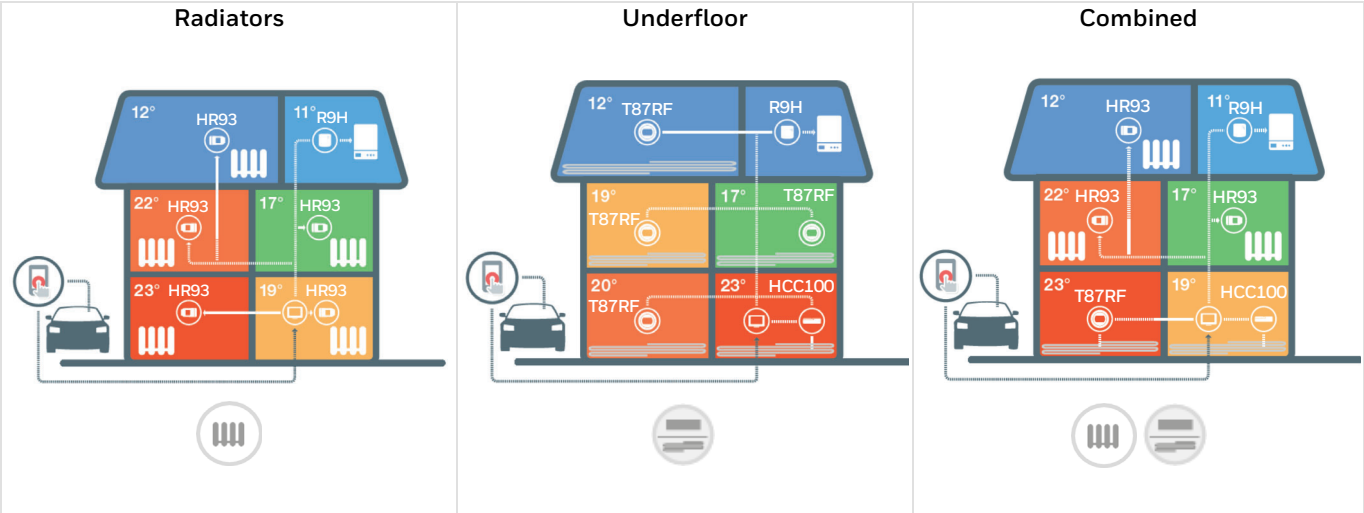 Radiators
12°
HR93
11° R9H
22° HR93
17° HR93
23° HR93
19° HR93
Underfloor
12° T87RF
R9H
19°
T87RF
17° T87RF
20°
T87RF
23° HCC100
Combined
12°
HR93
11°
R9H
22° HR93
17° HR93
23°
T87RF
19°
HCC100